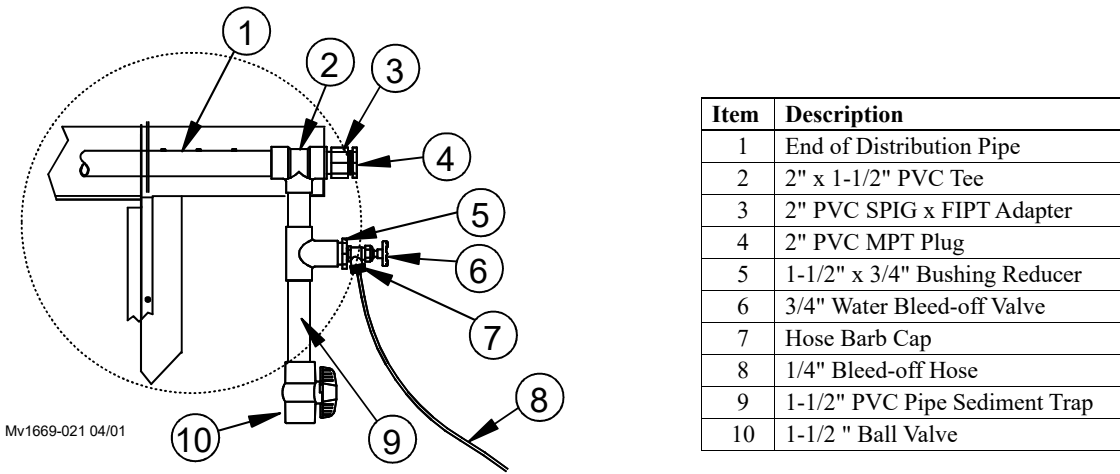 1
2
3
4
5
6
7
8
9
10
Mv1669-021 04/01
Item Description
1 End of Distribution Pipe
2 2" x 1-1/2" PVC Tee
3 2" PVC SPIG x FIPT Adapter
4 2" PVC MPT Plug
5 1-1/2" x 3/4" Bushing Reducer
6 3/4" Water Bleed-off Valve
7 Hose Barb Cap
8 1/4" Bleed-off Hose
9 1-1/2" PVC Pipe Sediment Trap
10 1-1/2 " Ball Valve